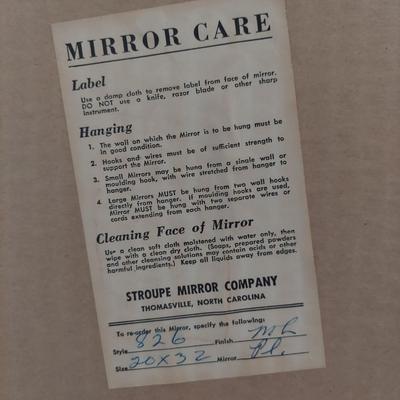 MIRROR CARE
Label
Use a damp cloth to remove label from face of mirror.
DO NOT use a knife, razor blade or other sharp
instrument.
Hanging
1. The wall on which the Mirror is to be hung must be
in good condition.
2. Hooks and wires must be of sufficient strength to
support the Mirror.
3. Small Mirrors may be hung from a single wall or
moulding hook, with wire stretched from hanger to
hanger.
4. Large Mirrors MUST be hung from two wall hooks
directly from hanger. If moulding hooks are used,
Mirror MUST be hung with two separate wires or
cords extending from each hanger.
Cleaning Face of Mirror
Use a clean soft cloth moistened with water only, then
wipe with a clean dry cloth. (Soaps, prepared powders
and other cleansing solutions may contain acids or other
harmful ingredients.) Keep all liquids away from edges.
STROUPE MIRROR COMPANY
THOMASVILLE, NORTH CAROLINA
To re-order this Mirror, specify the following:
Style 826 Finish
Size 20X32 Mirror Pl.